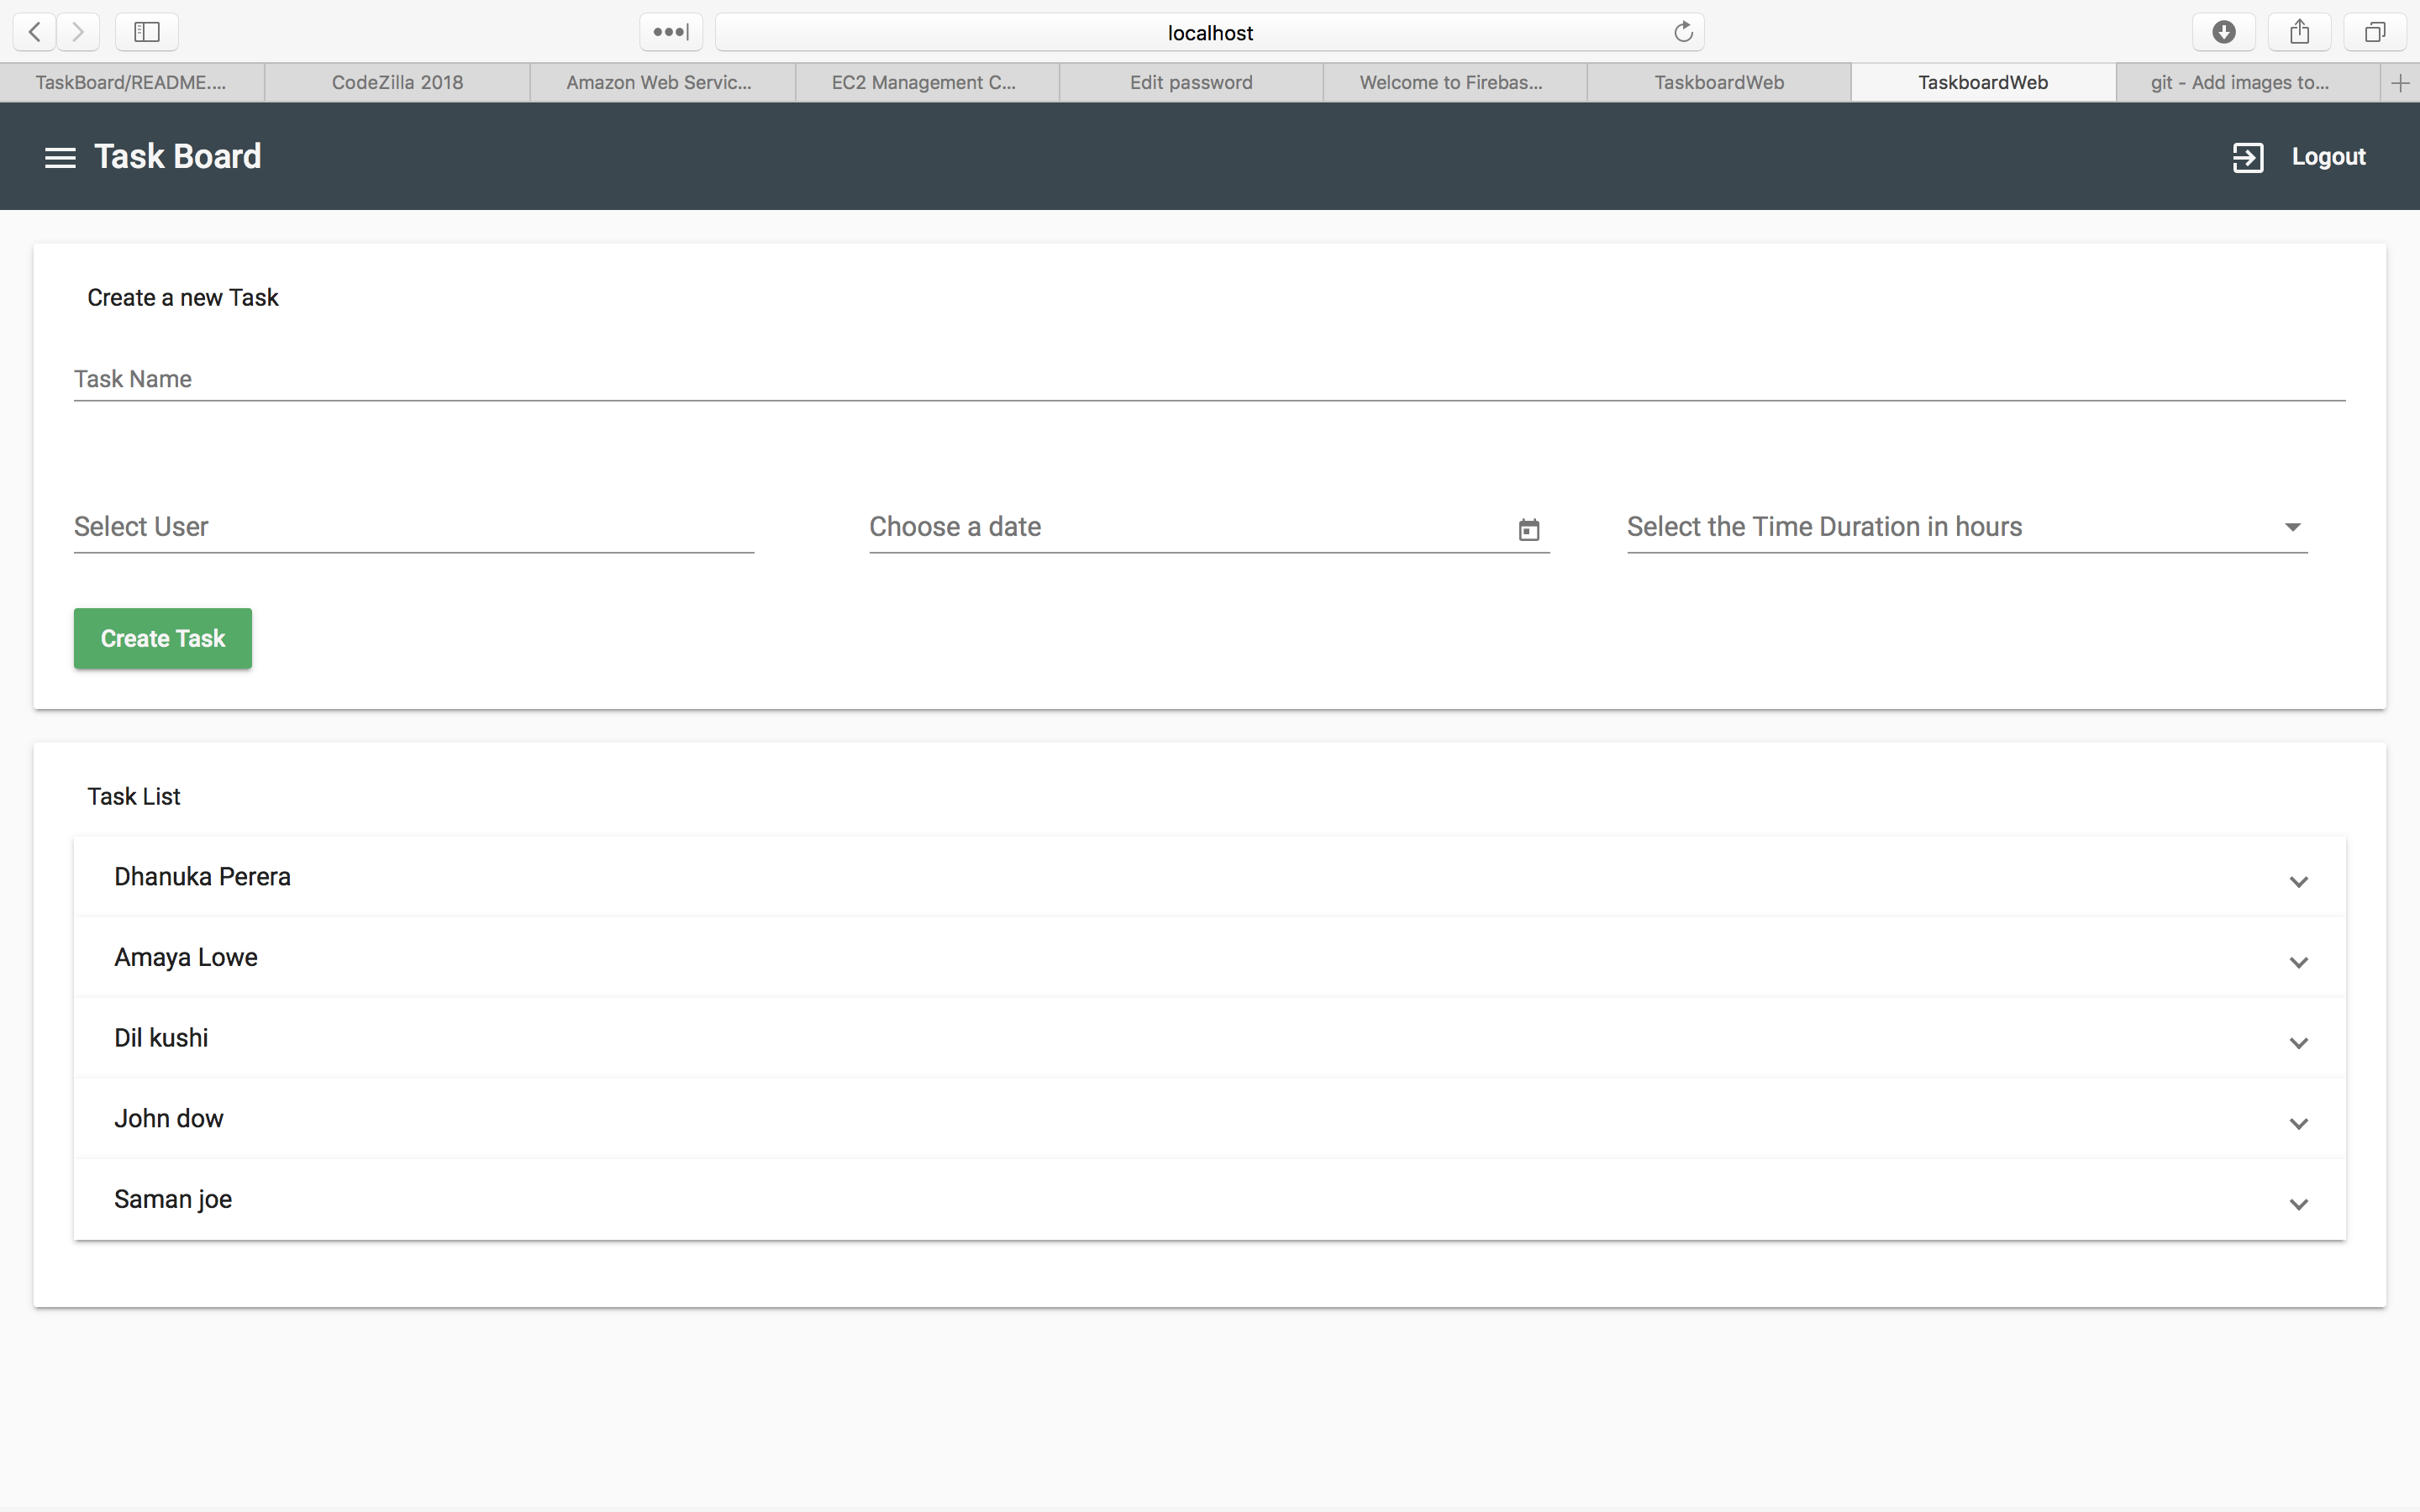 localhost
TaskBoard/README.... CodeZilla 2018 Amazon Web Servic... EC2 Management C... Edit password Welcome to Firebas... TaskboardWeb TaskboardWeb git - Add images to...
Task Board Logout
Create a new Task
Task Name
Select User Choose a date Select the Time Duration in hours
Create Task
Task List
Dhanuka Perera
Amaya Lowe
Dil kushi
John dow
Saman joe